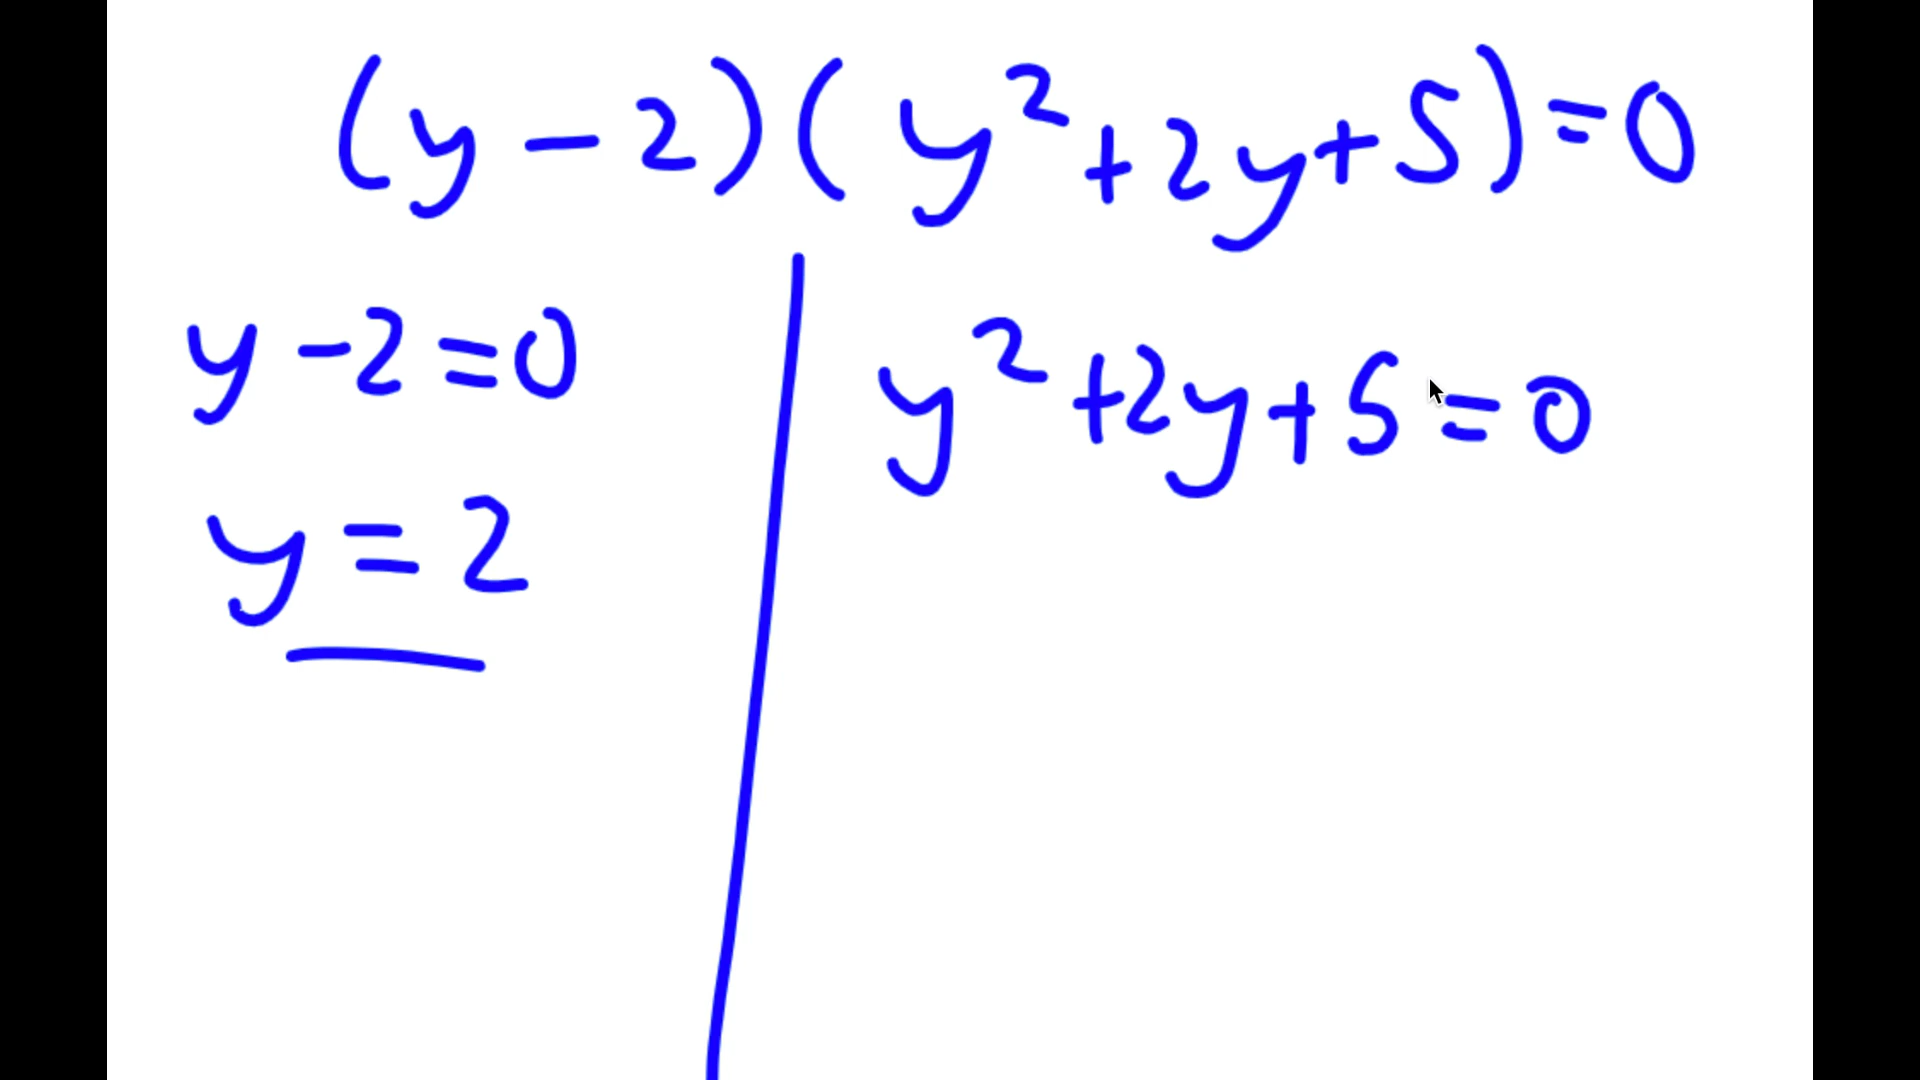 (y - 2)(y² + 2y + 5) = 0
y - 2 = 0
y = 2
y² + 2y + 5 = 0